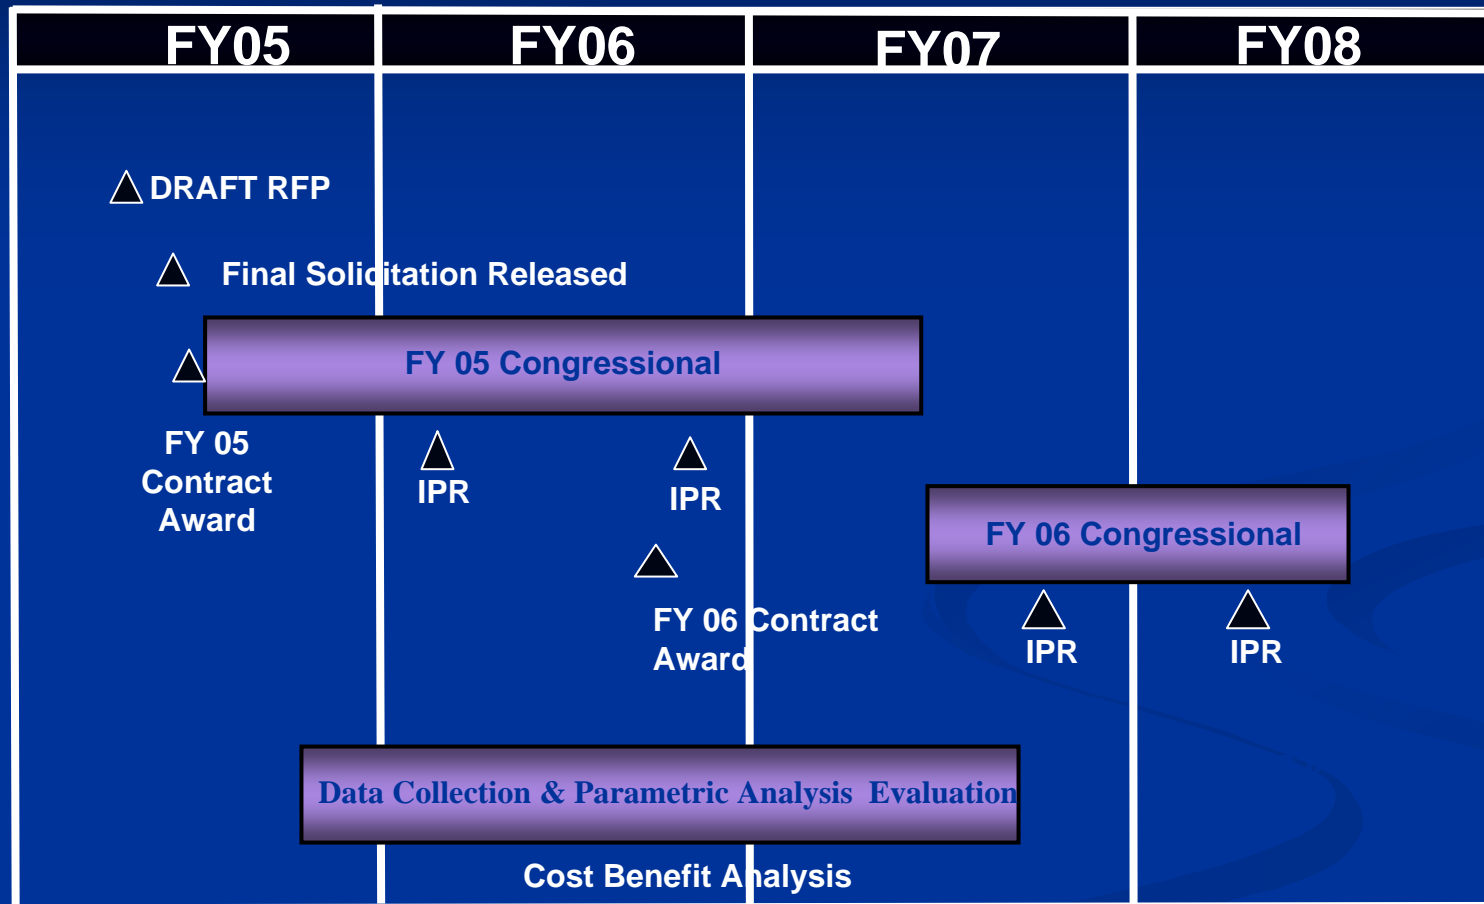 FY05 FY06 FY07 FY08
DRAFT RFP
Final Solicitation Released
FY 05 Congressional
FY 05
Contract
Award
IPR
IPR
FY 06 Congressional
FY 06 Contract
Award
IPR
IPR
Data Collection & Parametric Analysis Evaluation
Cost Benefit Analysis